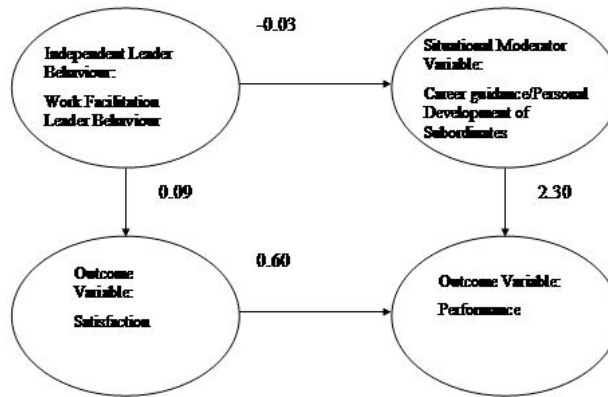 -0.03
Independent Leader
Behaviour:
Work Facilitation
Leader Behaviour
Situational Moderator
Variable:
Career guidance/Personal
Development of
Subordinates
0.09
2.30
0.60
Outcome
Variable:
Satisfaction
Outcome Variable:
Performance